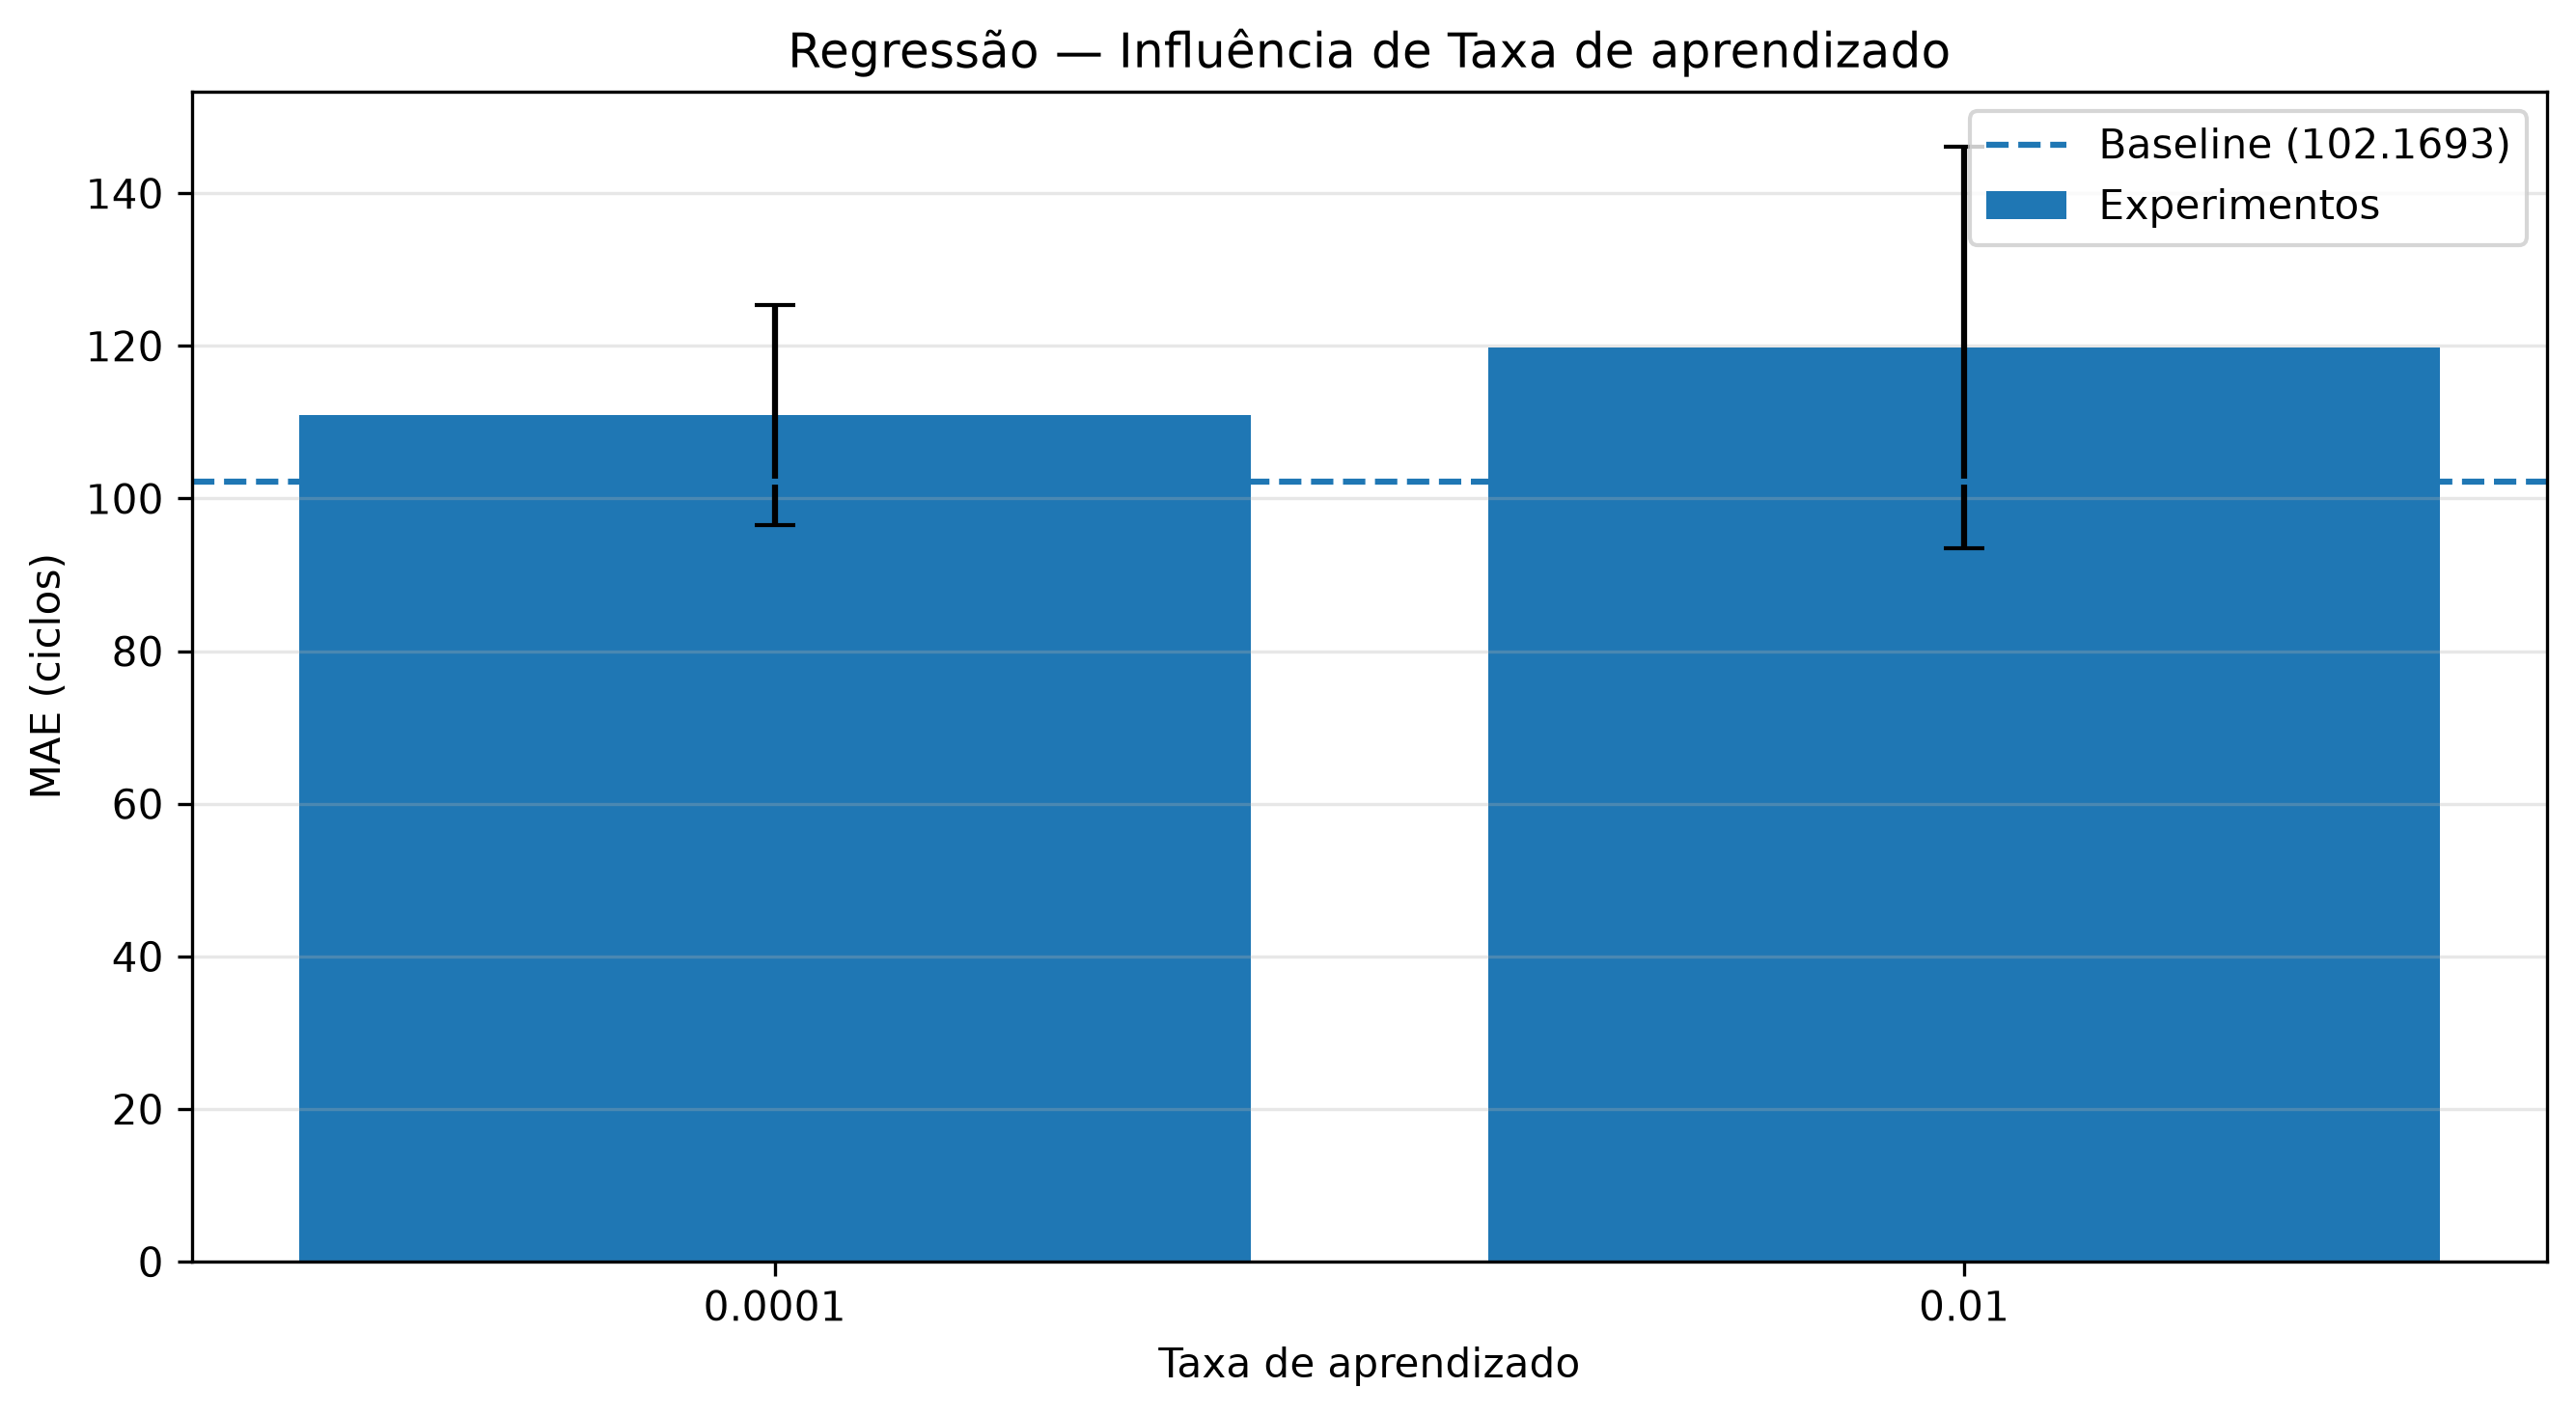 Regressão — Influência de Taxa de aprendizado
Baseline (102.1693)
Experimentos
MAE (ciclos)
140
120
100
80
60
40
20
0
0.0001
0.01
Taxa de aprendizado